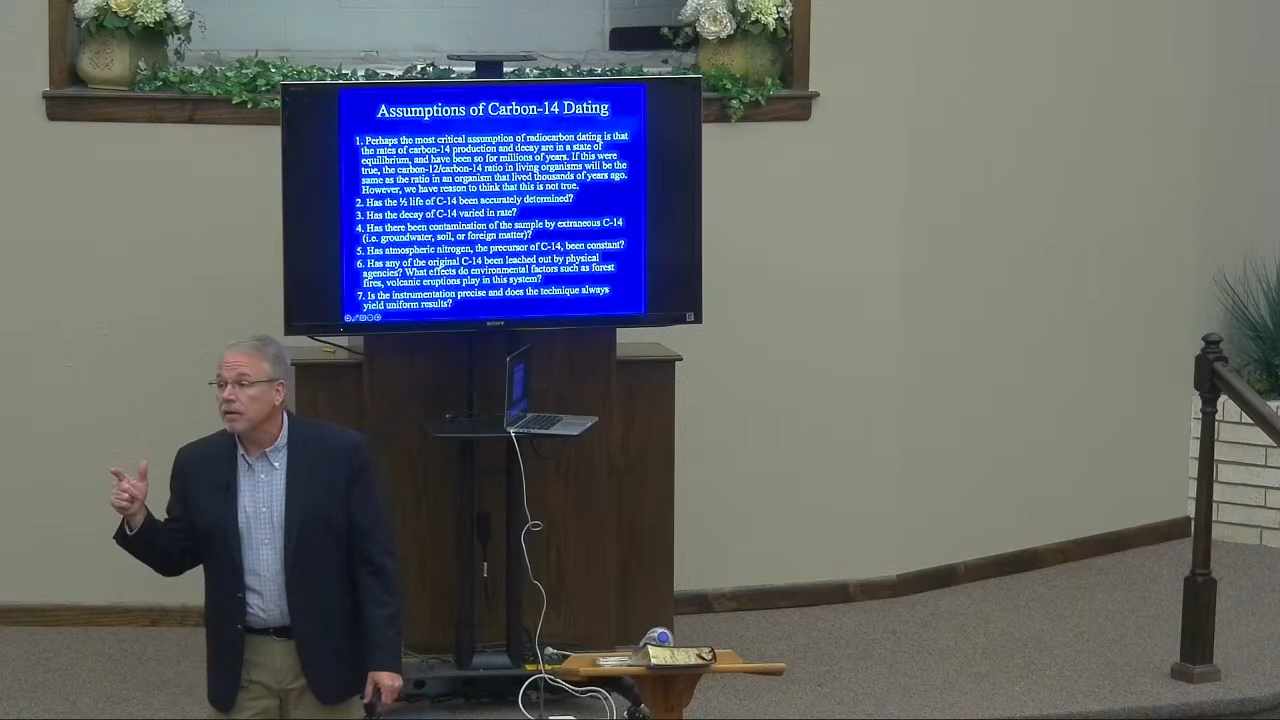 Assumptions of Carbon-14 Dating
1. Perhaps the most critical assumption of radiocarbon dating is that
the rates of carbon-14 production and decay are in a state of
equilibrium, and have been so for millions of years. If this were
true, the carbon-12/carbon-14 ratio in living organisms will be the
same as the ratio in an organism that lived thousands of years ago.
However, we have reason to think that this is not true.
2. Has the ½ life of C-14 been accurately determined?
3. Has the decay of C-14 varied in rate?
4. Has there been contamination of the sample by extraneous C-14
(i.e. groundwater, soil, or foreign matter)?
5. Has atmospheric nitrogen, the precursor of C-14, been constant?
6. Has any of the original C-14 been leached out by physical
agencies? What effects do environmental factors such as forest
fires, volcanic eruptions play in this system?
7. Is the instrumentation precise and does the technique always
yield uniform results?
SONY